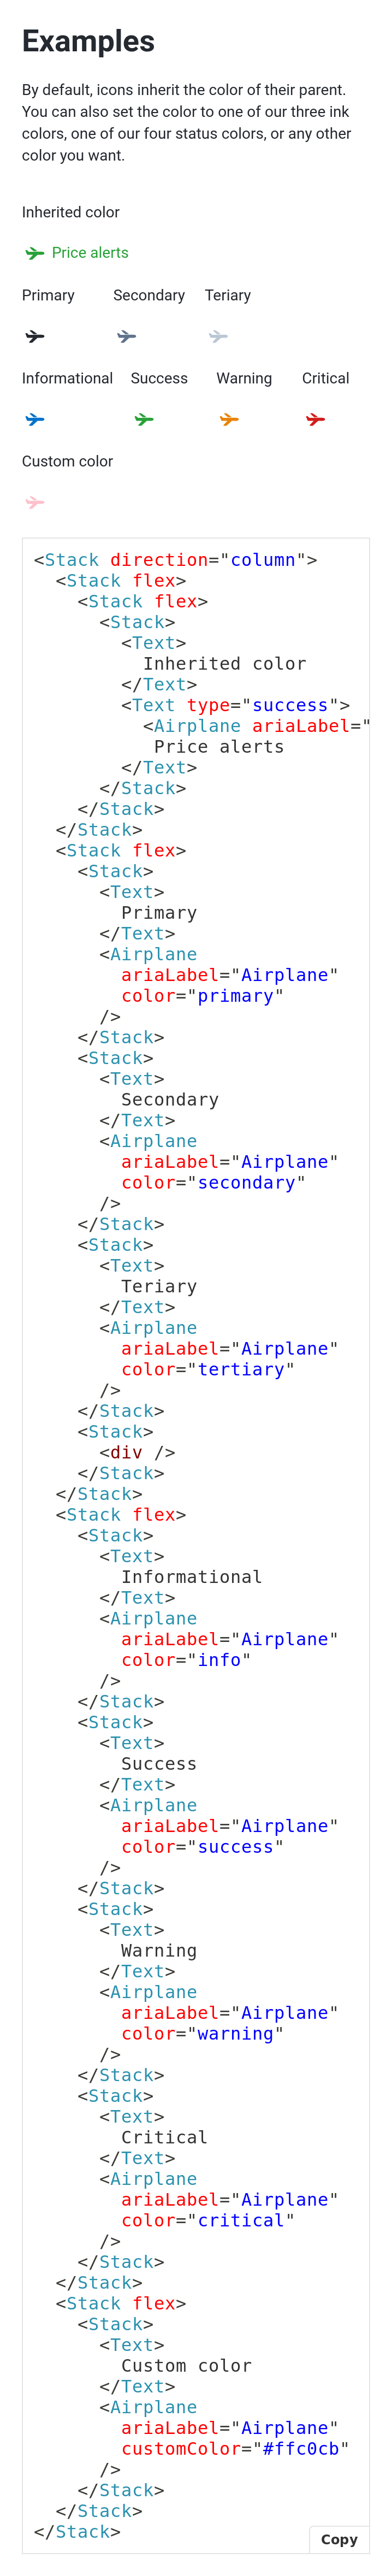 Examples
By default, icons inherit the color of their parent.
You can also set the color to one of our three ink
colors, one of our four status colors, or any other
color you want.
Inherited color
Price alerts
Primary Secondary Teriary
Informational Success Warning Critical
Custom color
<Stack direction="column">
  <Stack flex>
    <Stack flex>
      <Stack>
        <Text>
          Inherited color
        </Text>
        <Text type="success">
          <Airplane ariaLabel="
           Price alerts
        </Text>
      </Stack>
    </Stack>
  </Stack>
  <Stack flex>
    <Stack>
      <Text>
        Primary
      </Text>
      <Airplane
        ariaLabel="Airplane"
        color="primary"
      />
    </Stack>
    <Stack>
      <Text>
        Secondary
      </Text>
      <Airplane
        ariaLabel="Airplane"
        color="secondary"
      />
    </Stack>
    <Stack>
      <Text>
        Teriary
      </Text>
      <Airplane
        ariaLabel="Airplane"
        color="tertiary"
      />
    </Stack>
    <Stack>
      <div />
    </Stack>
  </Stack>
  <Stack flex>
    <Stack>
      <Text>
        Informational
      </Text>
      <Airplane
        ariaLabel="Airplane"
        color="info"
      />
    </Stack>
    <Stack>
      <Text>
        Success
      </Text>
      <Airplane
        ariaLabel="Airplane"
        color="success"
      />
    </Stack>
    <Stack>
      <Text>
        Warning
      </Text>
      <Airplane
        ariaLabel="Airplane"
        color="warning"
      />
    </Stack>
    <Stack>
      <Text>
        Critical
      </Text>
      <Airplane
        ariaLabel="Airplane"
        color="critical"
      />
    </Stack>
  </Stack>
  <Stack flex>
    <Stack>
      <Text>
        Custom color
      </Text>
      <Airplane
        ariaLabel="Airplane"
        customColor="#ffc0cb"
      />
    </Stack>
  </Stack>
</Stack>
Copy